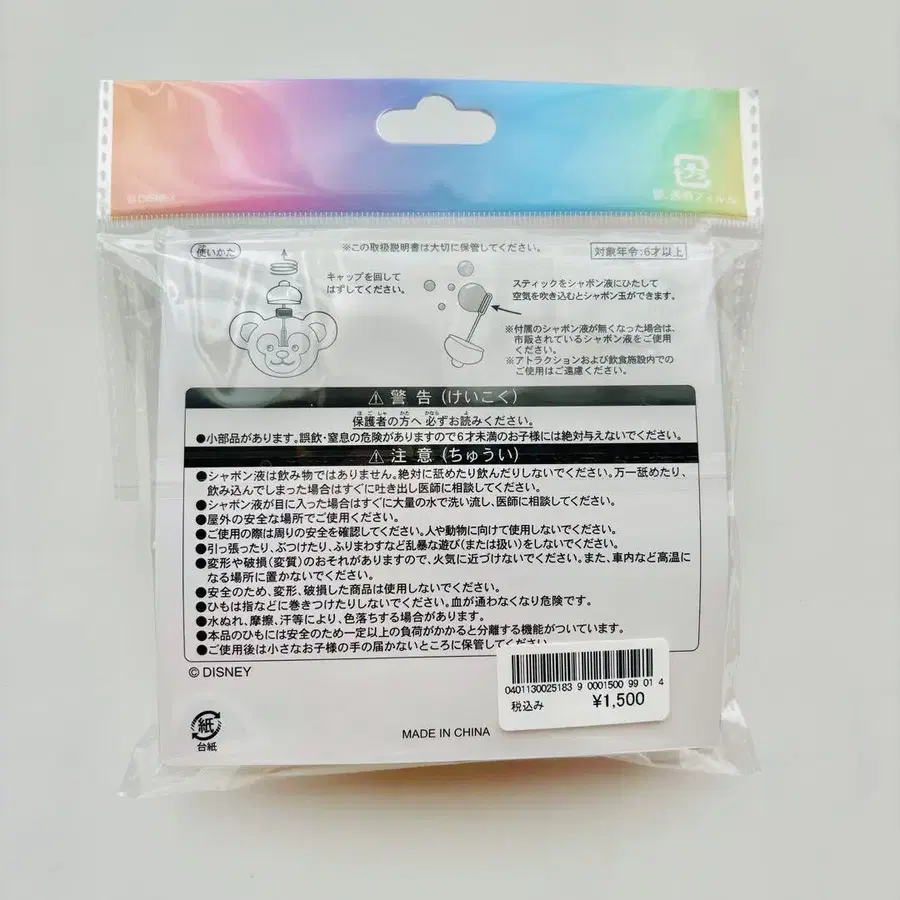 © DISNEY
プラ
袋、透明フィルム
使いかた
※この取扱説明書は大切に保管してください。
対象年令:6才以上
キャップを回して
はずしてください。
スティックをシャボン液にひたして
空気を吹き込むとシャボン玉ができます。
※付属のシャボン液が無くなった場合は、
市販されているシャボン液をご使用
ください。
※アトラクションおよび飲食施設内での
ご使用はご遠慮ください。
⚠ 警告(けいこく)
保護者の方へ 必ずお読みください。
●小部品があります。誤飲・窒息の危険がありますので6才未満のお子様には絶対与えないでください。
⚠ 注意(ちゅうい)
●シャボン液は飲み物ではありません。絶対に舐めたり飲んだりしないでください。万一舐めたり、
飲み込んでしまった場合はすぐに吐き出し医師に相談してください。
●シャボン液が目に入った場合はすぐに大量の水で洗い流し、医師に相談してください。
●屋外の安全な場所でご使用ください。
●ご使用の際は周りの安全を確認してください。人や動物に向けて使用しないでください。
●引っ張ったり、ぶつけたり、ふりまわすなど乱暴な遊び(または扱い)をしないでください。
●変形や破損(変質)のおそれがありますので、火気に近づけないでください。また、車内など高温に
なる場所に置かないでください。
●安全のため、変形、破損した商品は使用しないでください。
●ひもは指などに巻きつけたりしないでください。血が通わなくなり危険です。
●水ぬれ、摩擦、汗等により、色落ちする場合があります。
●本品のひもには安全のため一定以上の負荷がかかると分離する機能がついています。
●ご使用後は小さなお子様の手の届かないところに保管してください。
© DISNEY
0401130025183 9 0001500 99 01 4
税込み ¥1,500
紙
台紙
MADE IN CHINA